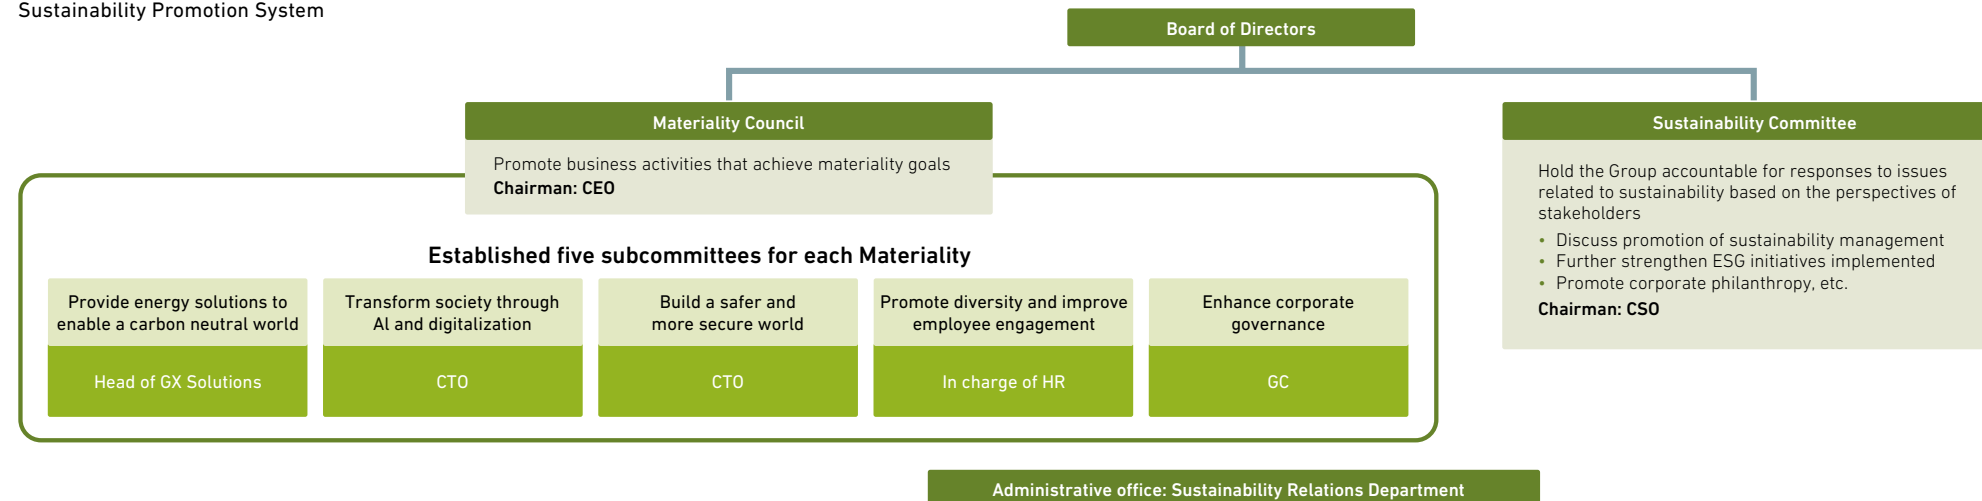 Sustainability Promotion System
Board of Directors
Materiality Council
Promote business activities that achieve materiality goals
Chairman: CEO
Sustainability Committee
Hold the Group accountable for responses to issues
related to sustainability based on the perspectives of
stakeholders
• Discuss promotion of sustainability management
• Further strengthen ESG initiatives implemented
• Promote corporate philanthropy, etc.
Chairman: CSO
Established five subcommittees for each Materiality
Provide energy solutions to
enable a carbon neutral world
Head of GX Solutions
Transform society through
AI and digitalization
CTO
Build a safer and
more secure world
CTO
Promote diversity and improve
employee engagement
In charge of HR
Enhance corporate
governance
GC
Administrative office: Sustainability Relations Department